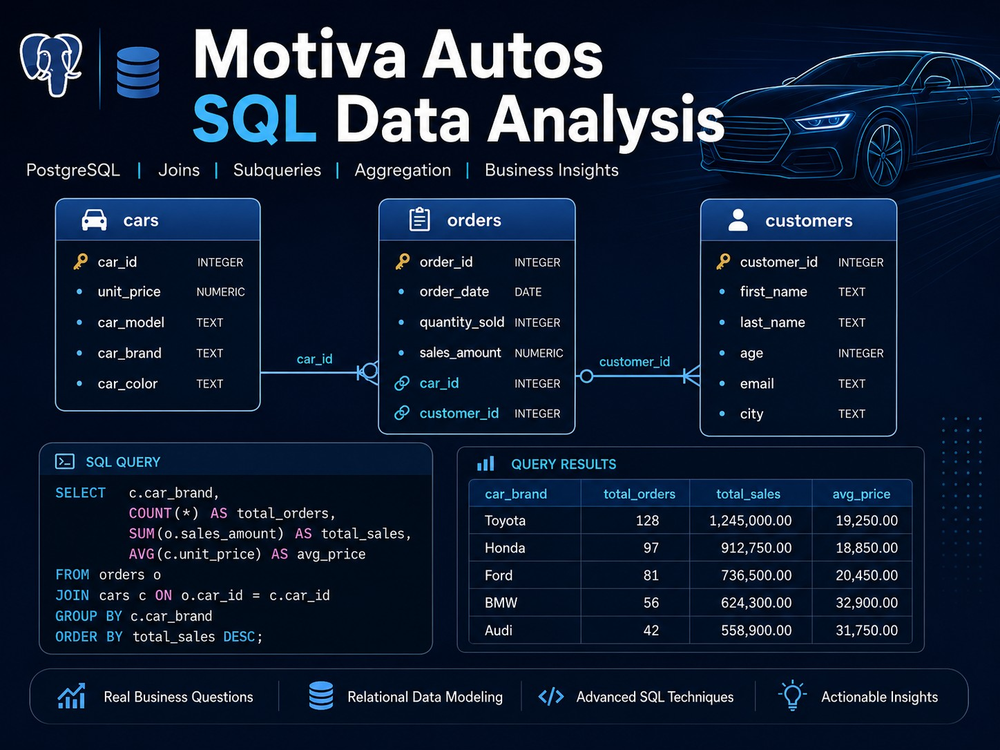 Motiva Autos
SQL Data Analysis
PostgreSQL | Joins | Subqueries | Aggregation | Business Insights
cars
car_id INTEGER
unit_price NUMERIC
car_model TEXT
car_brand TEXT
car_color TEXT
car_id
orders
order_id INTEGER
order_date DATE
quantity_sold INTEGER
sales_amount NUMERIC
car_id INTEGER
customer_id INTEGER
customer_id
customers
customer_id INTEGER
first_name TEXT
last_name TEXT
age INTEGER
email TEXT
city TEXT
SQL QUERY
SELECT c.car_brand,
COUNT(*) AS total_orders,
SUM(o.sales_amount) AS total_sales,
AVG(c.unit_price) AS avg_price
FROM orders o
JOIN cars c ON o.car_id = c.car_id
GROUP BY c.car_brand
ORDER BY total_sales DESC;
QUERY RESULTS
car_brand total_orders total_sales avg_price
Toyota 128 1,245,000.00 19,250.00
Honda 97 912,750.00 18,850.00
Ford 81 736,500.00 20,450.00
BMW 56 624,300.00 32,900.00
Audi 42 558,900.00 31,750.00
Real Business Questions
Relational Data Modeling
</> Advanced SQL Techniques
Actionable Insights